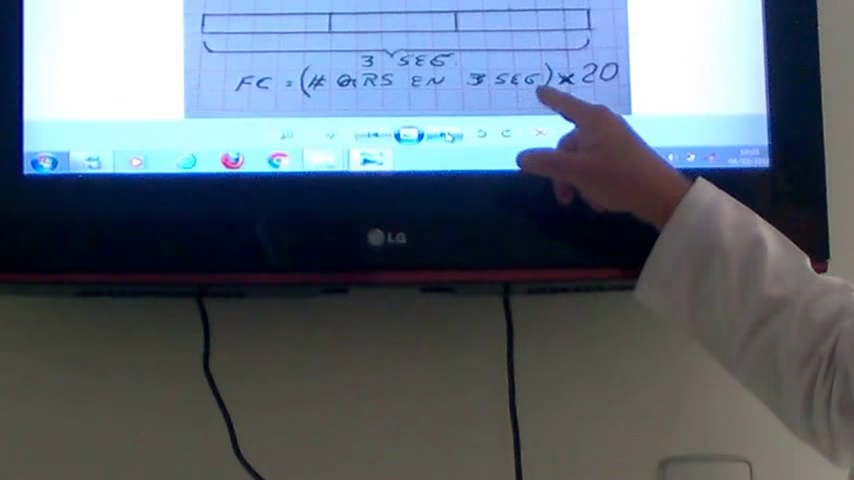 3 SEG.
FC = (# QRS EN 3 SEG) × 20
LG